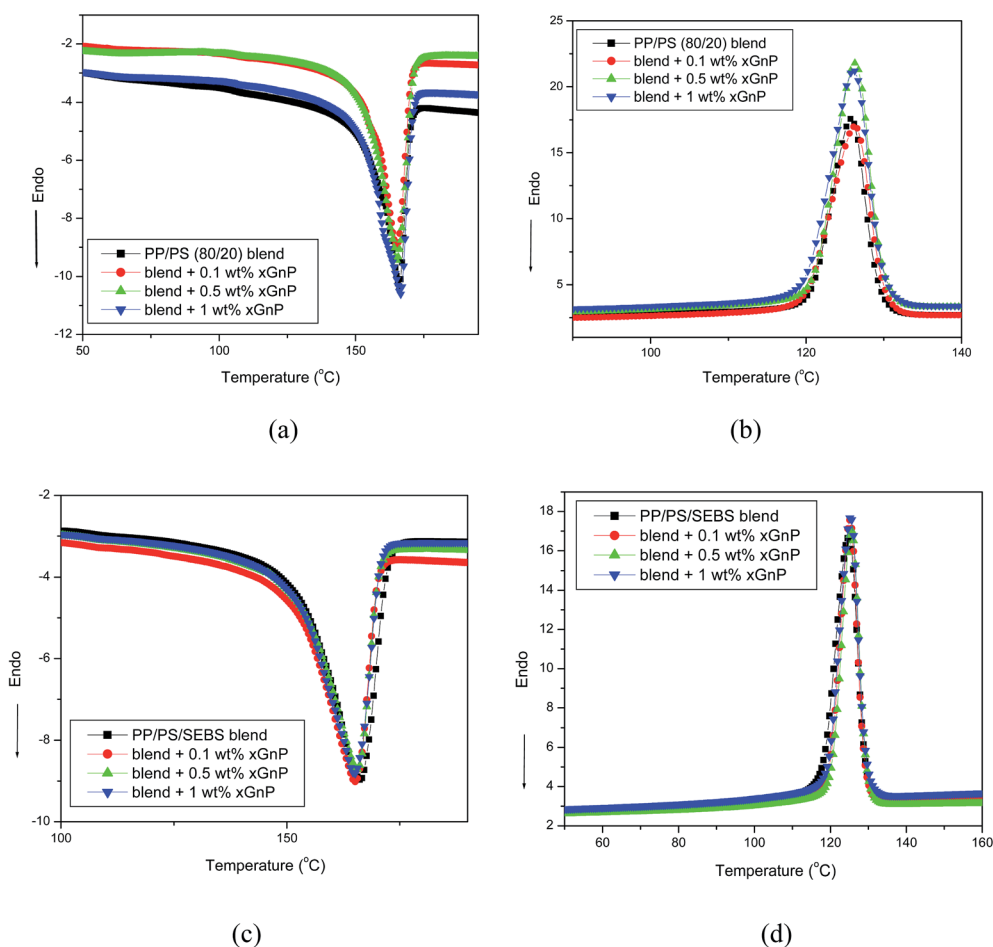 -2
-4
-6
-8
-10
-12
50
100
150
Endo
PP/PS (80/20) blend
blend + 0.1 wt% xGnP
blend + 0.5 wt% xGnP
blend + 1 wt% xGnP
Temperature (°C)
(a)
25
20
15
10
5
100
120
140
Endo
PP/PS (80/20) blend
blend + 0.1 wt% xGnP
blend + 0.5 wt% xGnP
blend + 1 wt% xGnP
Temperature (°C)
(b)
-2
-4
-6
-8
-10
100
150
Endo
PP/PS/SEBS blend
blend + 0.1 wt% xGnP
blend + 0.5 wt% xGnP
blend + 1 wt% xGnP
Temperature (°C)
(c)
18
16
14
12
10
8
6
4
2
60
80
100
120
140
160
Endo
PP/PS/SEBS blend
blend + 0.1 wt% xGnP
blend + 0.5 wt% xGnP
blend + 1 wt% xGnP
Temperature (°C)
(d)